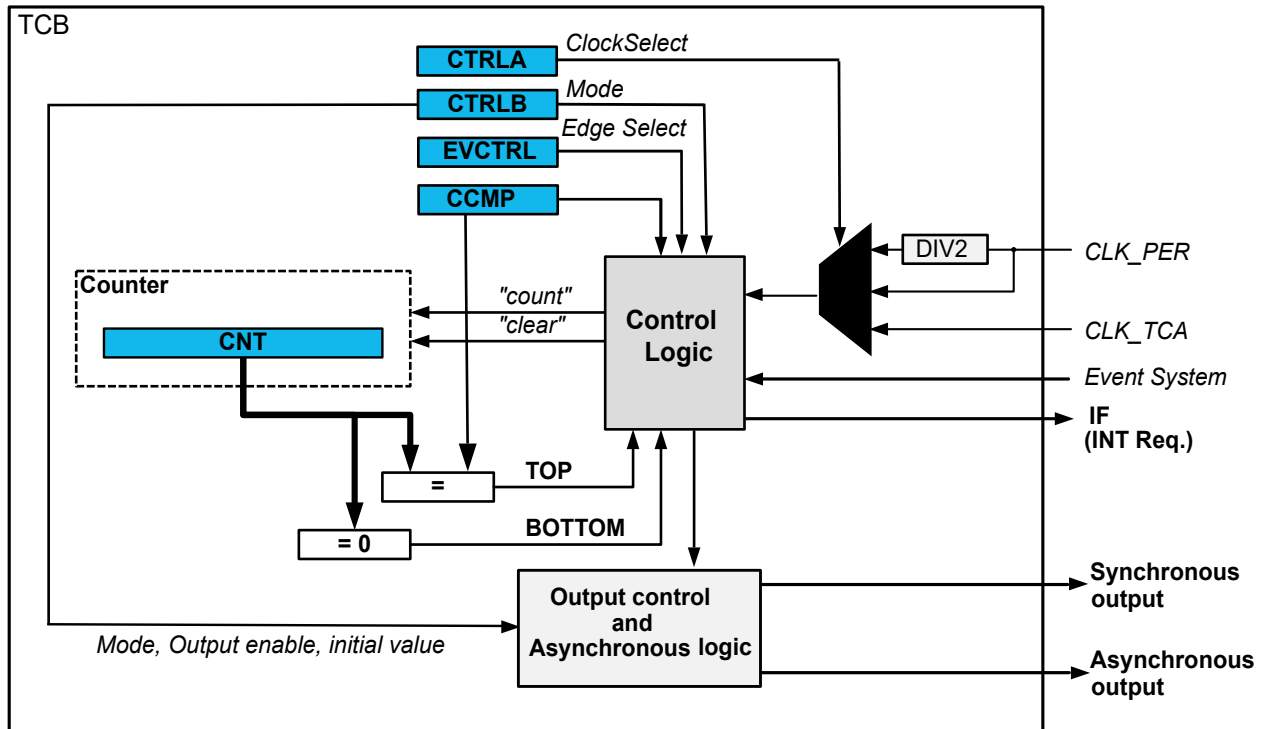 TCB
CTRLA
ClockSelect
CTRLB
Mode
EVCTRL
Edge Select
CCMP
DIV2
CLK_PER
Counter
"count"
"clear"
CNT
Control
Logic
CLK_TCA
Event System
IF
(INT Req.)
=
TOP
= 0
BOTTOM
Output control
and
Asynchronous logic
Synchronous
output
Mode, Output enable, initial value
Asynchronous
output